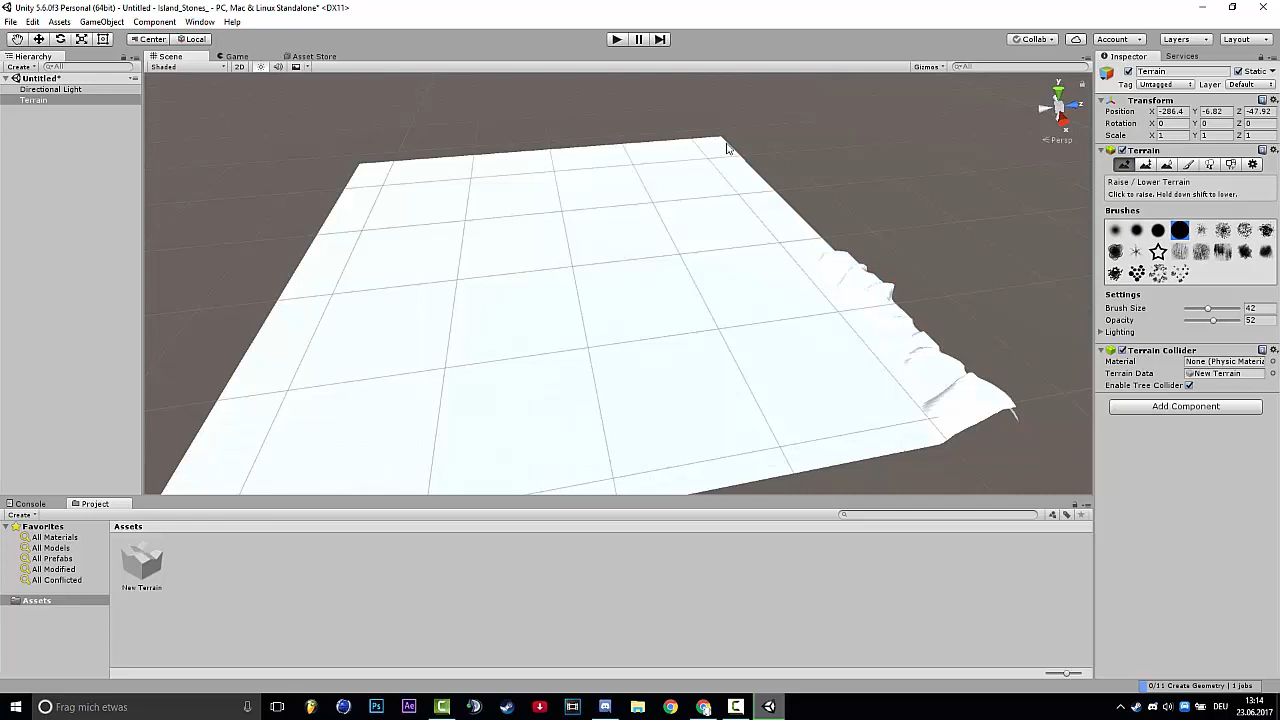 Unity 5.6.0f3 Personal (64bit) - Untitled - Island_Stones_ - PC, Mac & Linux Standalone* <DX11>
File Edit Assets GameObject Component Window Help
Center Local Collab Account Layers Layout
Hierarchy Scene Game Asset Store Inspector Services
Create All Shaded 2D Gizmos All
Terrain Static
Untitled*
Directional Light
Terrain
Tag Untagged Layer Default
Transform
Position X -286.4 Y -6.82 Z -47.92
Rotation X 0 Y 0 Z 0
Scale X 1 Y 1 Z 1
y
z
x
Persp
Terrain
Raise / Lower Terrain
Click to raise. Hold down shift to lower.
Brushes
Settings
Brush Size 42
Opacity 52
Lighting
Terrain Collider
Material None (Physic Materia
Terrain Data New Terrain
Enable Tree Collider
Add Component
Console Project
Create
Favorites
All Materials
All Models
All Prefabs
All Modified
All Conflicted
Assets
Assets
New Terrain
0/11 Create Geometry | 1 jobs
Frag mich etwas
DEU
13:14
23.06.2017